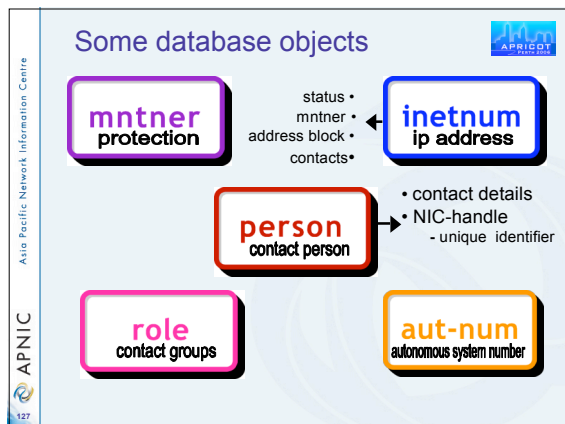 Some database objects
APRICOT
PERTH 2006
Asia Pacific Network Information Centre
mntner
protection
status •
mntner •
address block •
contacts•
inetnum
ip address
person
contact person
• contact details
• NIC-handle
- unique identifier
role
contact groups
aut-num
autonomous system number
APNIC
127